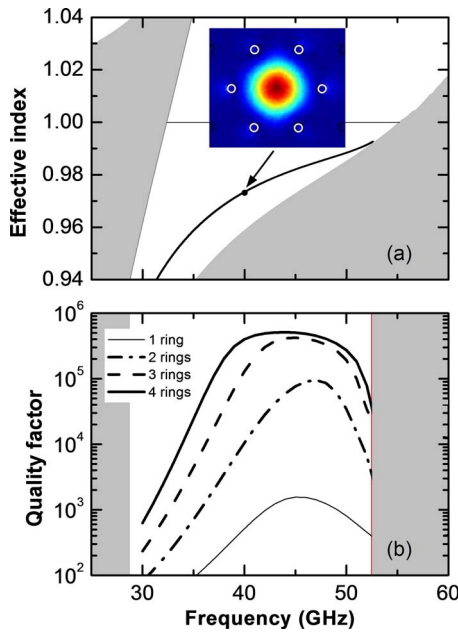 1.04
1.02
1.00
0.98
0.96
0.94
Effective index
(a)
10^6
10^5
10^4
10^3
10^2
Quality factor
1 ring
2 rings
3 rings
4 rings
(b)
30 40 50 60
Frequency (GHz)